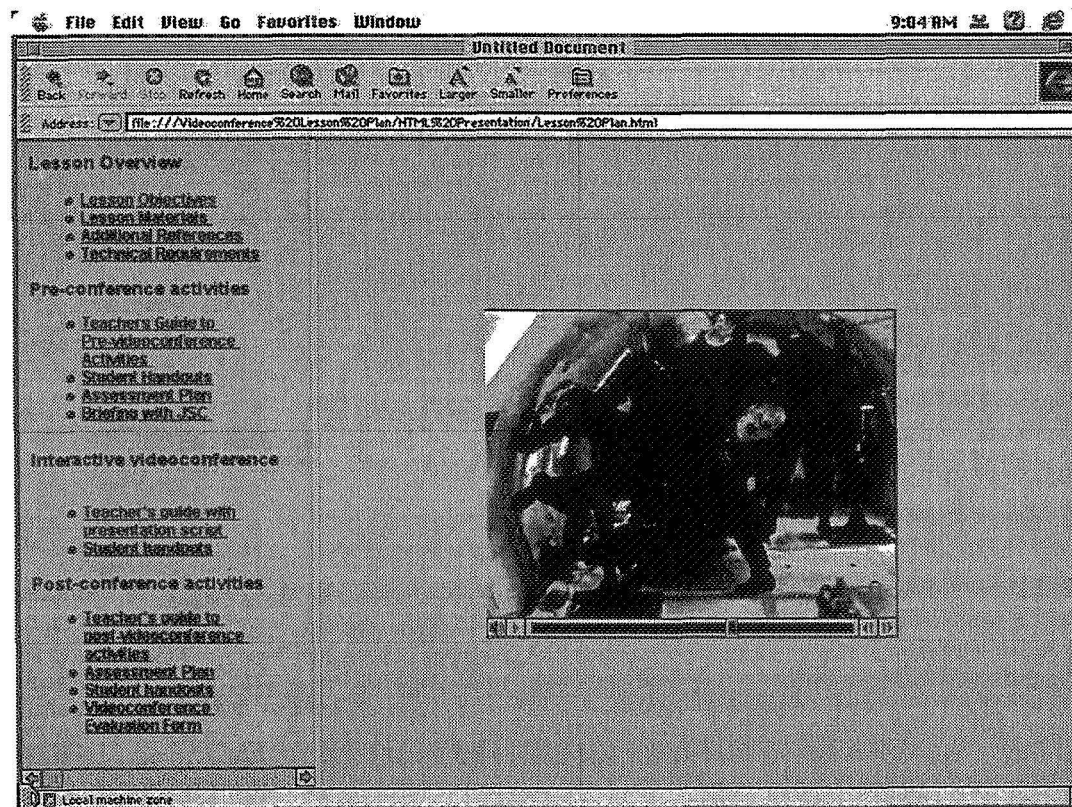 File Edit View Go Favorites Window 9:04 AM
Untitled Document
Back Forward Stop Refresh Home Search Mail Favorites Larger Smaller Preferences
Address: file:///Videoconference%20Lesson%20Plan/HTML%20Presentation/Lesson%20Plan.html
Lesson Overview
Lesson Objectives
Lesson Materials
Additional References
Technical Requirements
Pre-conference activities
Teachers Guide to
Pre-videoconference
Activities
Student Handouts
Assessment Plan
Briefing with JSC
Interactive videoconference
Teacher's guide with
presentation script
Student handouts
Post-conference activities
Teacher's guide to
post-videoconference
activities
Assessment Plan
Student handouts
Videoconference
Evaluation Form
Local machine zone